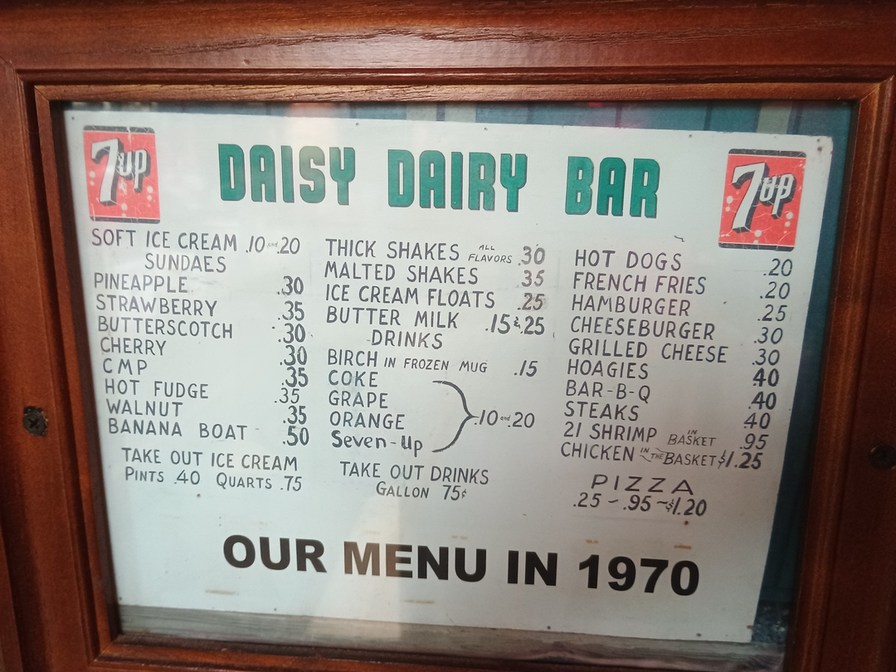 7up
DAISY DAIRY BAR
7up
SOFT ICE CREAM .10 and .20
SUNDAES
PINEAPPLE .30
STRAWBERRY .35
BUTTERSCOTCH .30
CHERRY .30
CMP .35
HOT FUDGE .35
WALNUT .35
BANANA BOAT .50
TAKE OUT ICE CREAM
PINTS .40 QUARTS .75
THICK SHAKES ALL FLAVORS .30
MALTED SHAKES .35
ICE CREAM FLOATS .25
BUTTER MILK .15 & .25
DRINKS
BIRCH IN FROZEN MUG .15
COKE
GRAPE
ORANGE .10 and .20
Seven-Up
TAKE OUT DRINKS
GALLON 75¢
HOT DOGS .20
FRENCH FRIES .20
HAMBURGER .25
CHEESEBURGER .30
GRILLED CHEESE .30
HOAGIES .40
BAR-B-Q .40
STEAKS .40
21 SHRIMP IN BASKET .95
CHICKEN IN THE BASKET $1.25
PIZZA
.25 - .95 - $1.20
OUR MENU IN 1970